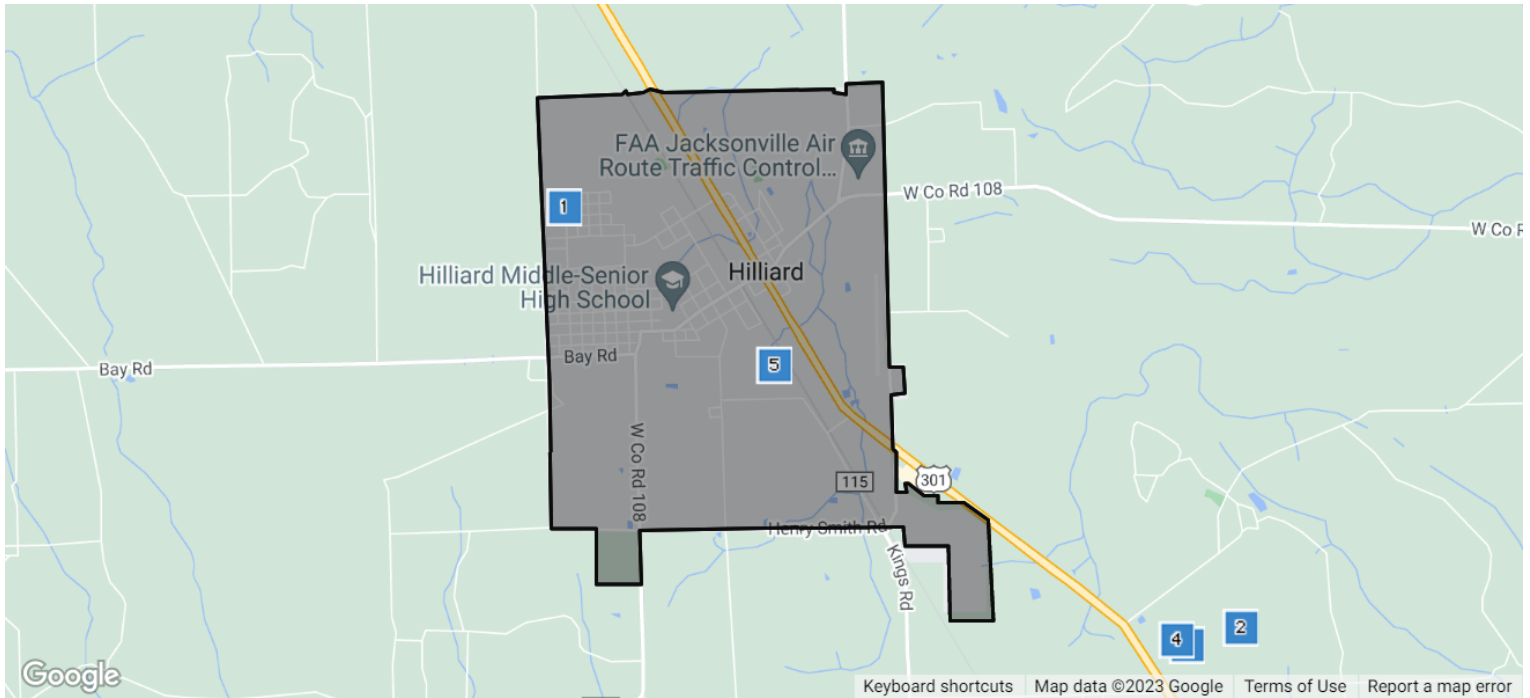 FAA Jacksonville Air
Route Traffic Control...
W Co Rd 108
W Co R
1
Hilliard Middle-Senior
High School
Hilliard
Bay Rd
Bay Rd
5
W Co Rd 108
115
301
Henry Smith Rd
Kings Rd
4
2
Google
Keyboard shortcuts
Map data ©2023 Google
Terms of Use
Report a map error